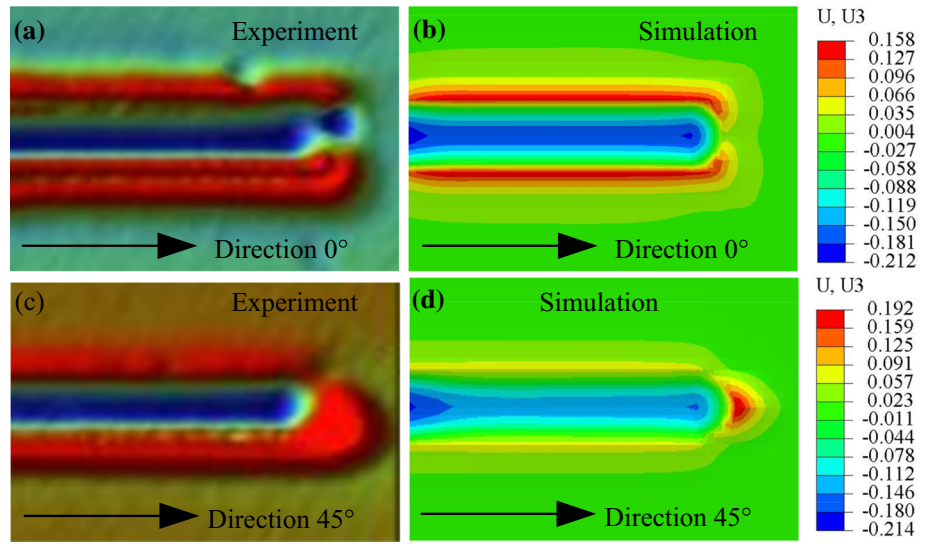 (a) Experiment
Direction 0°
(b) Simulation
Direction 0°
U, U3
0.158
0.127
0.096
0.066
0.035
0.004
-0.027
-0.058
-0.088
-0.119
-0.150
-0.181
-0.212
(c) Experiment
Direction 45°
(d) Simulation
Direction 45°
U, U3
0.192
0.159
0.125
0.091
0.057
0.023
-0.011
-0.044
-0.078
-0.112
-0.146
-0.180
-0.214